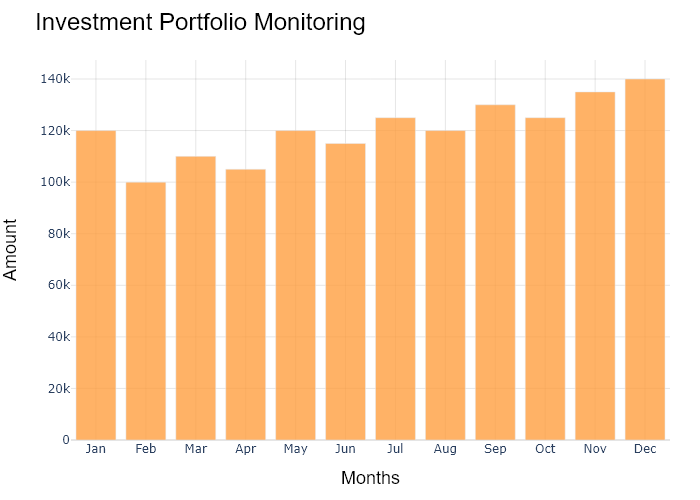 Investment Portfolio Monitoring
Amount
140k
120k
100k
80k
60k
40k
20k
0
Jan Feb Mar Apr May Jun Jul Aug Sep Oct Nov Dec
Months